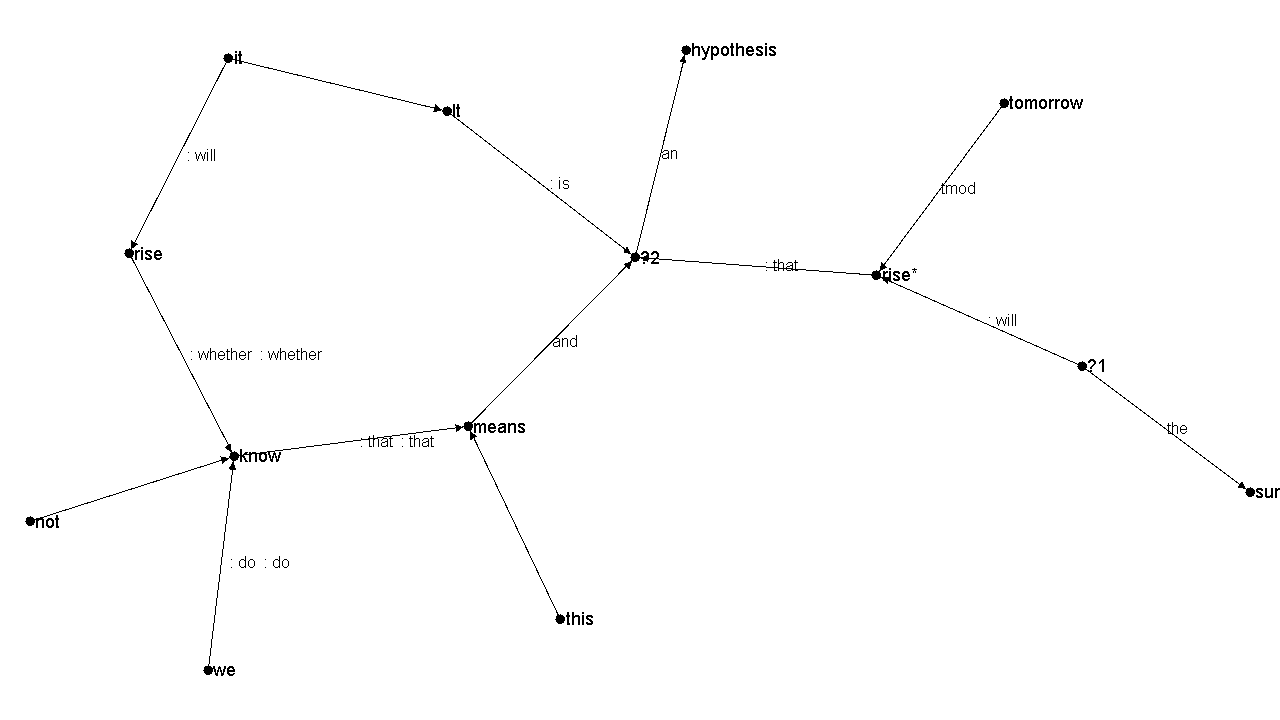 hypothesis
it
tomorrow
It
an
: will
: is
tmod
rise
?2
: that
rise*
: will
and
: whether : whether
?1
means
the
: that : that
know
sun
not
: do : do
this
we